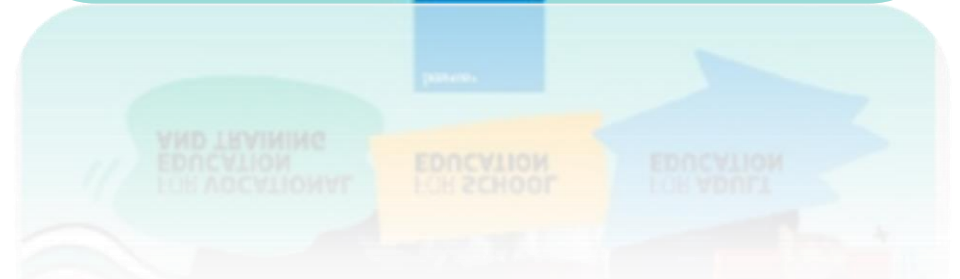 FOR VOCATIONAL
EDUCATION
AND TRAINING
FOR SCHOOL
EDUCATION
FOR ADULT
EDUCATION